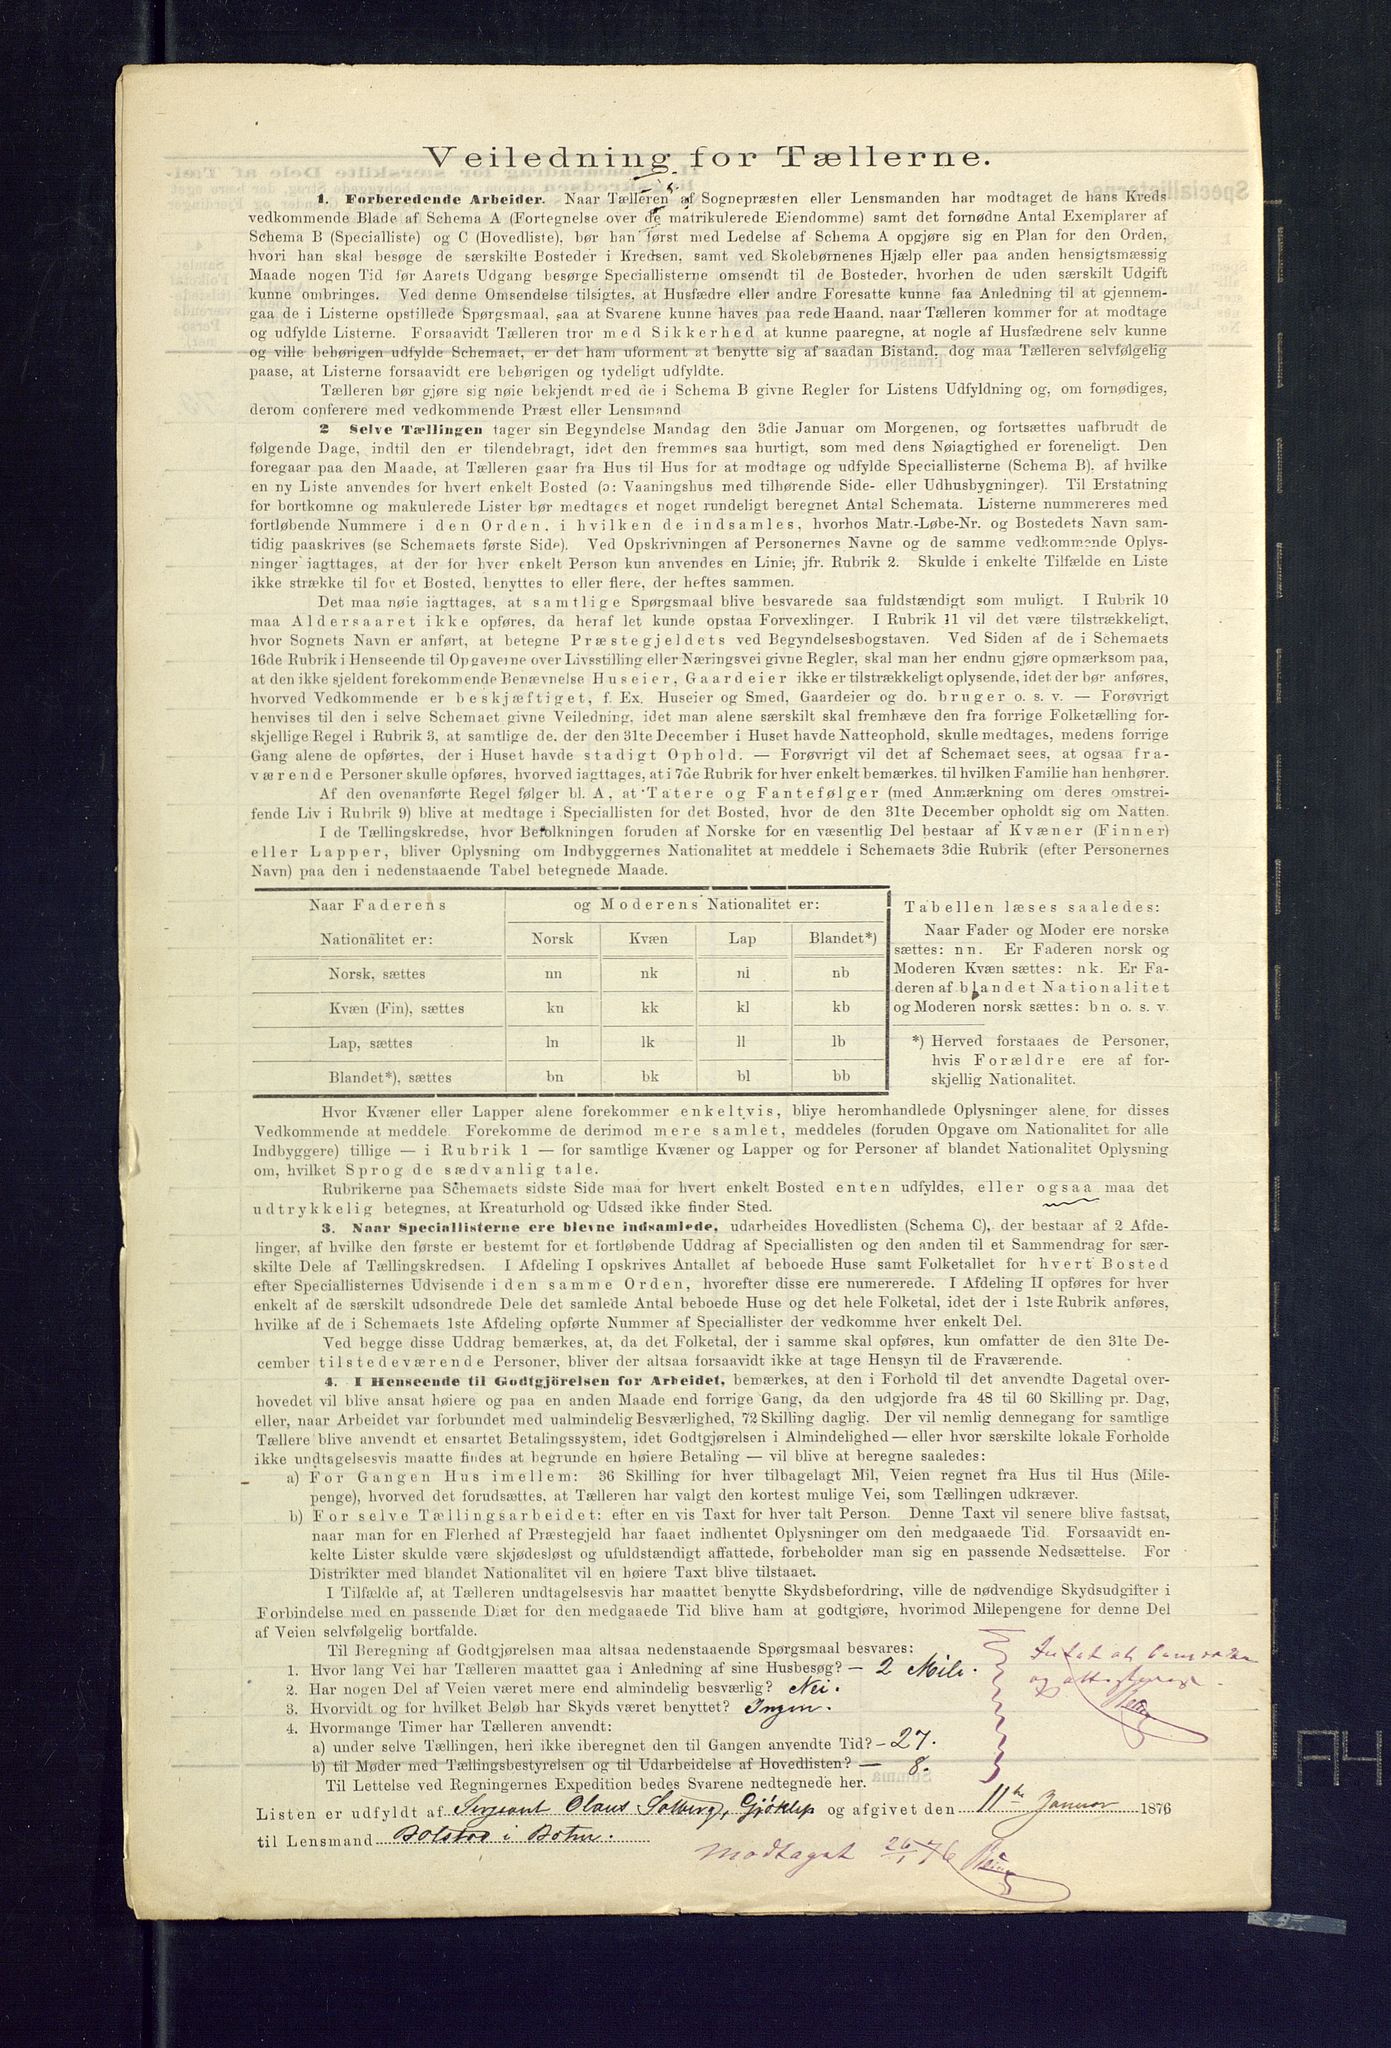 Veiledning for Tællerne.
1. Forberedende Arbeider. Naar Tælleren af Sognepræsten eller Lensmanden har modtaget de hans Kreds
vedkommende Blade af Schema A (Fortegnelse over de matrikulerede Eiendomme) samt det fornødne Antal Exemplarer af
Schema B (Specialliste) og C (Hovedliste), bør han først med Ledelse af Schema A opgjøre sig en Plan for den Orden,
hvori han skal besøge de særskilte Bosteder i Kredsen, samt ved Skolebørnenes Hjælp eller paa anden hensigtsmæssig
Maade nogen Tid før Aarets Udgang besørge Speciallisterne omsendt til de Bosteder, hvorhen de uden særskilt Udgift
kunne ombringes. Ved denne Omsendelse tilsigtes, at Husfædre eller andre Foresatte kunne faa Anledning til at gjennem-
gaa de i Listerne opstillede Spørgsmaal, saa at Svarene kunne haves paa rede Haand, naar Tælleren kommer for at modtage
og udfylde Listerne. Forsaavidt Tælleren tror med Sikkerhed at kunne paaregne, at nogle af Husfædrene selv kunne
og ville behørigen udfylde Schemaet, er det ham uforment at benytte sig af saadan Bistand, dog maa Tælleren selvfølgelig
paase, at Listerne forsaavidt ere behørigen og tydeligt udfyldte.
Tælleren bør gjøre sig nøie bekjendt med de i Schema B givne Regler for Listens Udfyldning og, om fornødiges,
derom conferere med vedkommende Præst eller Lensmand
2 Selve Tællingen tager sin Begyndelse Mandag den 3die Januar om Morgenen, og fortsættes uafbrudt de
følgende Dage, indtil den er tilendebragt, idet den fremmes saa hurtigt, som med dens Nøiagtighed er foreneligt. Den
foregaar paa den Maade, at Tælleren gaar fra Hus til Hus for at modtage og udfylde Speciallisterne (Schema B), af hvilke
en ny Liste anvendes for hvert enkelt Bosted (ɔ: Vaaningshus med tilhørende Side- eller Udhusbygninger). Til Erstatning
for bortkomne og makulerede Lister bør medtages et noget rundeligt beregnet Antal Schemata. Listerne nummereres med
fortløbende Nummere i den Orden, i hvilken de indsamles, hvorhos Matr.-Løbe-Nr. og Bostedets Navn sam-
tidig paaskrives (se Schemaets første Side). Ved Opskrivningen af Personernes Navne og de samme vedkommende Oplys-
ninger iagttages, at der for hver enkelt Person kun anvendes en Linie; jfr. Rubrik 2. Skulde i enkelte Tilfælde en Liste
ikke strække til for et Bosted, benyttes to eller flere, der heftes sammen.
Det maa nøie iagttages, at samtlige Spørgsmaal blive besvarede saa fuldstændigt som muligt. I Rubrik 10
maa Aldersaaret ikke opføres, da heraf let kunde opstaa Forvexlinger. I Rubrik 11 vil det være tilstrækkeligt,
hvor Sognets Navn er anført, at betegne Præstegjeldets ved Begyndelsesbogstaven. Ved Siden af de i Schemaets
16de Rubrik i Henseende til Opgaverne over Livsstilling eller Næringsvei givne Regler, skal man her endnu gjøre opmærksom paa,
at den ikke sjeldent forekommende Benævnelse Huseier, Gaardeier ikke er tilstrækkeligt oplysende, idet der bør anføres,
hvorved Vedkommende er beskjæftiget, f. Ex. Huseier og Smed, Gaardeier og do. bruger o. s. v. — Forøvrigt
henvises til den i selve Schemaet givne Veiledning, idet man alene særskilt skal fremhæve den fra forrige Folketælling for-
skjellige Regel i Rubrik 3, at samtlige de, der den 31te December i Huset havde Natteophold, skulle medtages, medens forrige
Gang alene de opførtes, der i Huset havde stadigt Ophold. — Forøvrigt vil det af Schemaet sees, at ogsaa fra-
værende Personer skulle opføres, hvorved iagttages, at i 7de Rubrik for hver enkelt bemærkes, til hvilken Familie han henhører.
Af den ovenanførte Regel følger bl. A, at Tatere og Fantefølger (med Anmærkning om deres omstrei-
fende Liv i Rubrik 9) blive at medtage i Speciallisten for det Bosted, hvor de den 31te December opholdt sig om Natten.
I de Tællingskredse, hvor Befolkningen foruden af Norske for en væsentlig Del bestaar af Kvæner (Finner)
eller Lapper, bliver Oplysning om Indbyggernes Nationalitet at meddele i Schemaets 3die Rubrik (efter Personernes
Navn) paa den i nedenstaaende Tabel betegnede Maade.
Naar Faderens og Moderens Nationalitet er:
Nationalitet er: Norsk Kvæn Lap Blandet*)
Norsk, sættes nn nk nl nb
Kvæn (Fin), sættes kn kk kl kb
Lap, sættes ln lk ll lb
Blandet*), sættes bn bk bl bb
Tabellen læses saaledes:
Naar Fader og Moder ere norske
sættes: nn. Er Faderen norsk og
Moderen Kvæn sættes: nk. Er Fa-
deren af blandet Nationalitet
og Moderen norsk sættes: bn o. s. v.
*) Herved forstaaes de Personer,
hvis Forældre ere af for-
skjellig Nationalitet.
Hvor Kvæner eller Lapper alene forekommer enkeltvis, blive heromhandlede Oplysninger alene for disses
Vedkommende at meddele. Forekomme de derimod mere samlet, meddeles (foruden Opgave om Nationalitet for alle
Indbyggere) tillige — i Rubrik 1 — for samtlige Kvæner og Lapper og for Personer af blandet Nationalitet Oplysning
om, hvilket Sprog de sædvanlig tale.
Rubrikerne paa Schemaets sidste Side maa for hvert enkelt Bosted enten udfyldes, eller ogsaa maa det
udtrykkelig betegnes, at Kreaturhold og Udsæd ikke finder Sted.
3. Naar Speciallisterne ere blevne indsamlede, udarbeides Hovedlisten (Schema C), der bestaar af 2 Afde-
linger, af hvilke den første er bestemt for et fortløbende Uddrag af Speciallisten og den anden til et Sammendrag for sær-
skilte Dele af Tællingskredsen. I Afdeling I opskrives Antallet af beboede Huse samt Folketallet for hvert Bosted
efter Speciallisternes Udvisende i den samme Orden, hvorefter disse ere numererede. I Afdeling II opføres for hver
enkelt af de særskilt udsondrede Dele det samlede Antal beboede Huse og det hele Folketal, idet der i 1ste Rubrik anføres,
hvilke af de i Schemaets 1ste Afdeling opførte Nummer af Speciallister der vedkomme hver enkelt Del.
Ved begge disse Uddrag bemærkes, at, da det Folketal, der i samme skal opføres, kun omfatter de den 31te De-
cember tilstedeværende Personer, bliver der altsaa forsaavidt ikke at tage Hensyn til de Fraværende.
4. I Henseende til Godtgjörelsen for Arbeidet, bemærkes, at den i Forhold til det anvendte Dagetal over-
hovedet vil blive ansat høiere og paa en anden Maade end forrige Gang, da den udgjorde fra 48 til 60 Skilling pr. Dag,
eller, naar Arbeidet var forbundet med ualmindelig Besværlighed, 72 Skilling daglig. Der vil nemlig dennegang for samtlige
Tællere blive anvendt et ensartet Betalingssystem, idet Godtgjørelsen i Almindelighed — eller hvor særskilte lokale Forholde
ikke undtagelsesvis maatte findes at begrunde en høiere Betaling — vil blive at beregne saaledes:
a) For Gangen Hus imellem: 36 Skilling for hver tilbagelagt Mil, Veien regnet fra Hus til Hus (Mile-
penge), hvorved det forudsættes, at Tælleren har valgt den kortest mulige Vei, som Tællingen udkræver.
b) For selve Tællingsarbeidet: efter en vis Taxt for hver talt Person. Denne Taxt vil senere blive fastsat,
naar man for en Flerhed af Præstegjeld har faaet indhentet Oplysninger om den medgaaede Tid. Forsaavidt en-
kelte Lister skulde være skjødesløst og ufuldstændigt affattede, forbeholder man sig en passende Nedsættelse. For
Distrikter med blandet Nationalitet vil en høiere Taxt blive tilstaaet.
I Tilfælde af, at Tælleren undtagelsesvis har maattet benytte Skydsbefordring, ville de nødvendige Skydsudgifter i
Forbindelse med en passende Diæt for den medgaaede Tid blive ham at godtgjøre, hvorimod Milepengene for denne Del
af Veien selvfølgelig bortfalde.
Til Beregning af Godtgjørelsen maa altsaa nedenstaaende Spørgsmaal besvares:
1. Hvor lang Vei har Tælleren maattet gaa i Anledning af sine Husbesøg? — 2 Mile.
2. Har nogen Del af Veien været mere end almindelig besværlig? Nei.
3. Hvorvidt og for hvilket Beløb har Skyds været benyttet? Ingen.
4. Hvormange Timer har Tælleren anvendt:
a) under selve Tællingen, heri ikke iberegnet den til Gangen anvendte Tid? — 27.
b) til Møder med Tællingsbestyrelsen og til Udarbeidelse af Hovedlisten? — 8.
Til Lettelse ved Regningernes Expedition bedes Svarene nedtegnede her.
Listen er udfyldt af Sergeant Olaus Solberg, Gjøklep og afgivet den 11te Januar 1876
til Lensmand Bolstad i Botne.
Modtaget 26/1 76